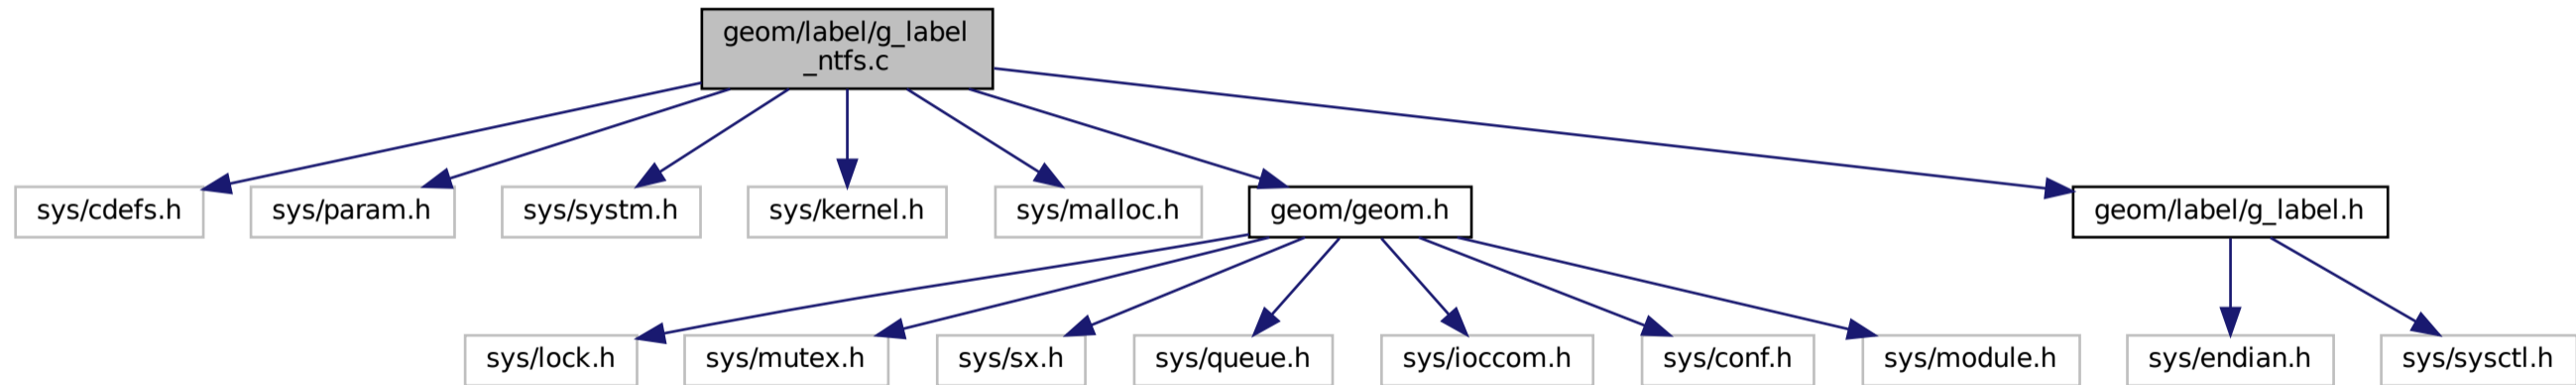 geom/label/g_label
_ntfs.c
sys/cdefs.h
sys/param.h
sys/systm.h
sys/kernel.h
sys/malloc.h
geom/geom.h
geom/label/g_label.h
sys/lock.h
sys/mutex.h
sys/sx.h
sys/queue.h
sys/ioccom.h
sys/conf.h
sys/module.h
sys/endian.h
sys/sysctl.h